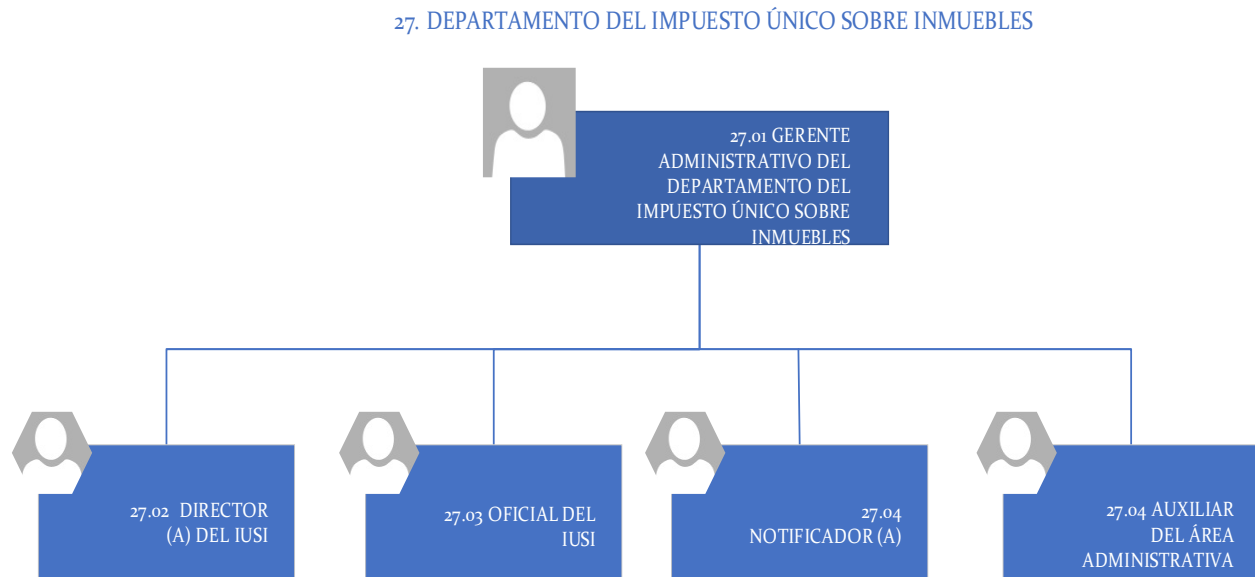 27. DEPARTAMENTO DEL IMPUESTO ÚNICO SOBRE INMUEBLES
27.01 GERENTE
ADMINISTRATIVO DEL
DEPARTAMENTO DEL
IMPUESTO ÚNICO SOBRE
INMUEBLES
27.02 DIRECTOR
(A) DEL IUSI
27.03 OFICIAL DEL
IUSI
27.04
NOTIFICADOR (A)
27.04 AUXILIAR
DEL ÁREA
ADMINISTRATIVA